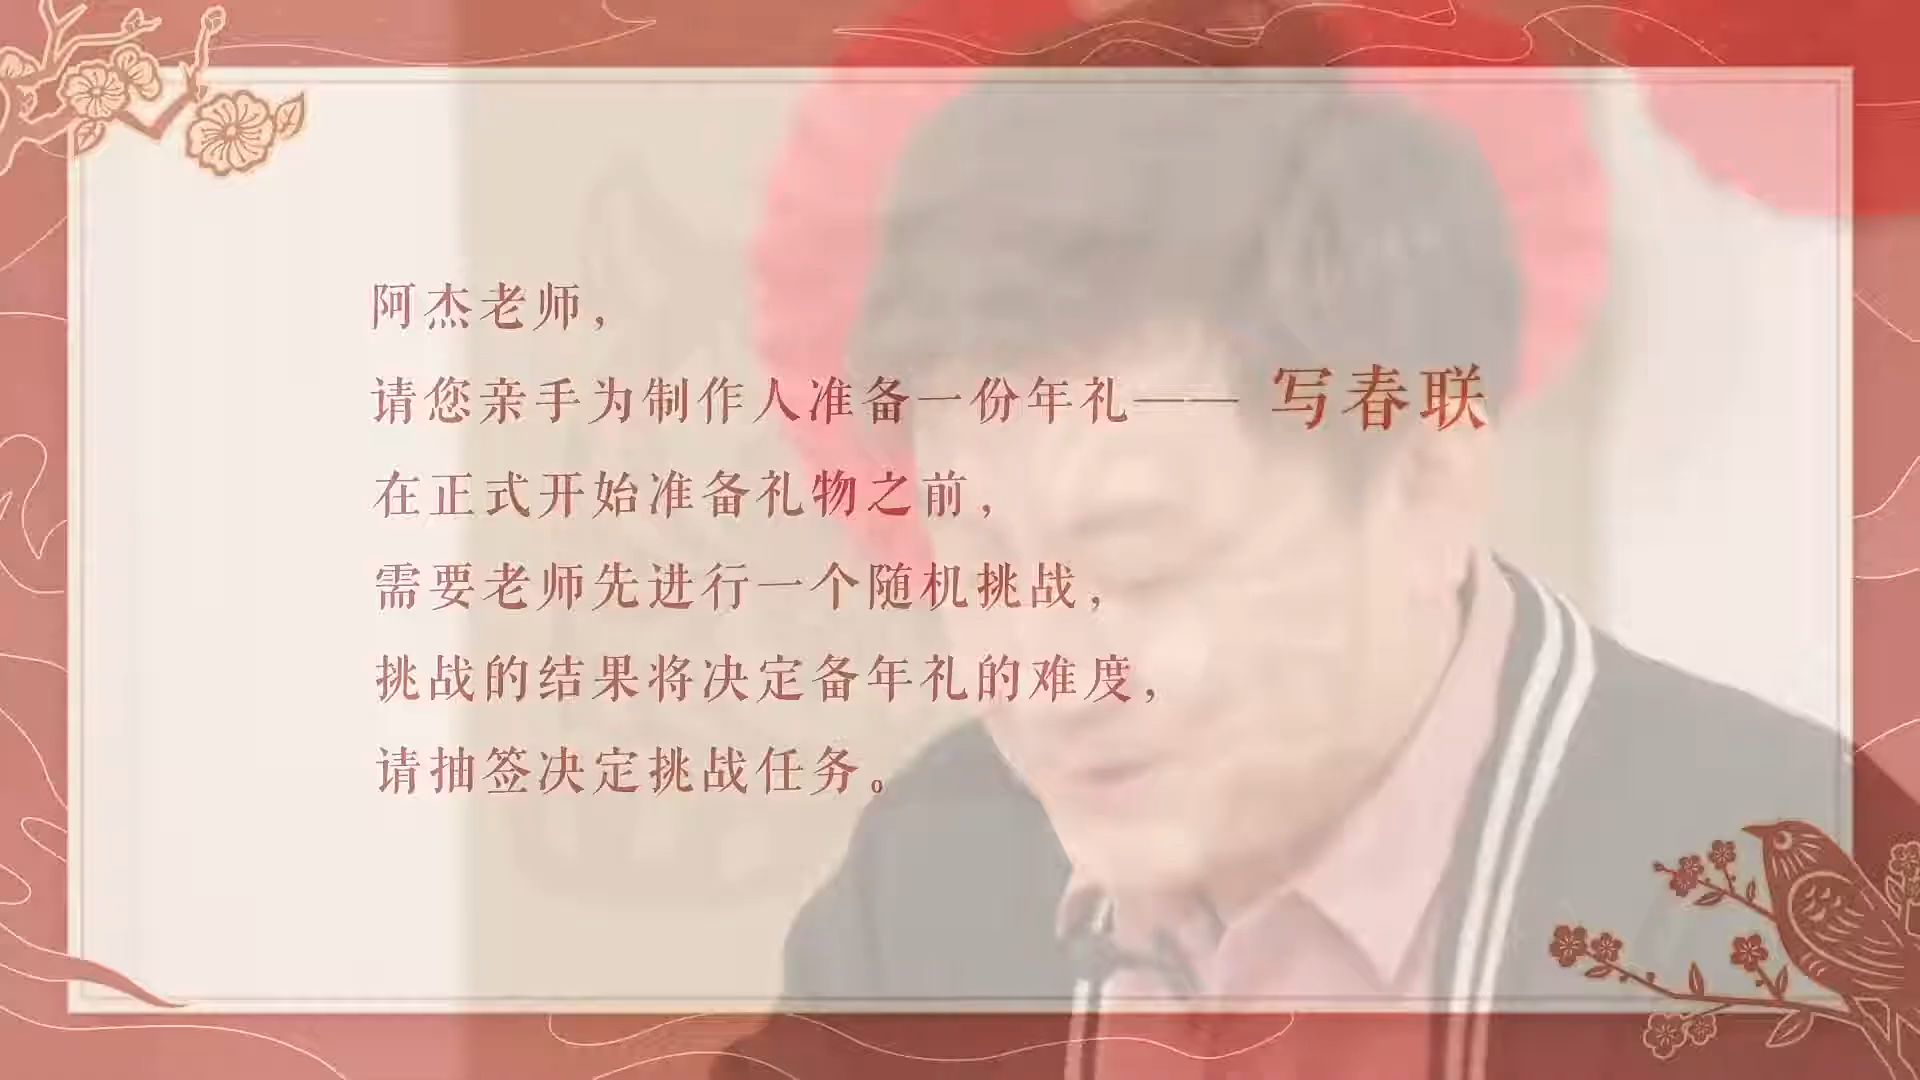 阿杰老师，
请您亲手为制作人准备一份年礼—— 写春联
在正式开始准备礼物之前，
需要老师先进行一个随机挑战，
挑战的结果将决定备年礼的难度，
请抽签决定挑战任务。